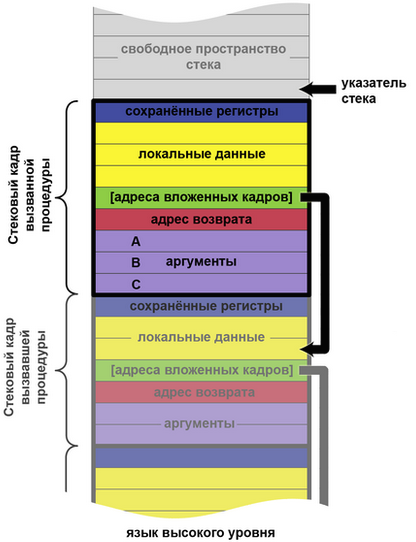 свободное пространство
стека
указатель
стека
Стековый кадр
вызванной
процедуры
сохранённые регистры
локальные данные
[адреса вложенных кадров]
адрес возврата
A
B
аргументы
C
Стековый кадр
вызвавшей
процедуры
сохранённые регистры
локальные данные
[адреса вложенных кадров]
адрес возврата
аргументы
язык высокого уровня